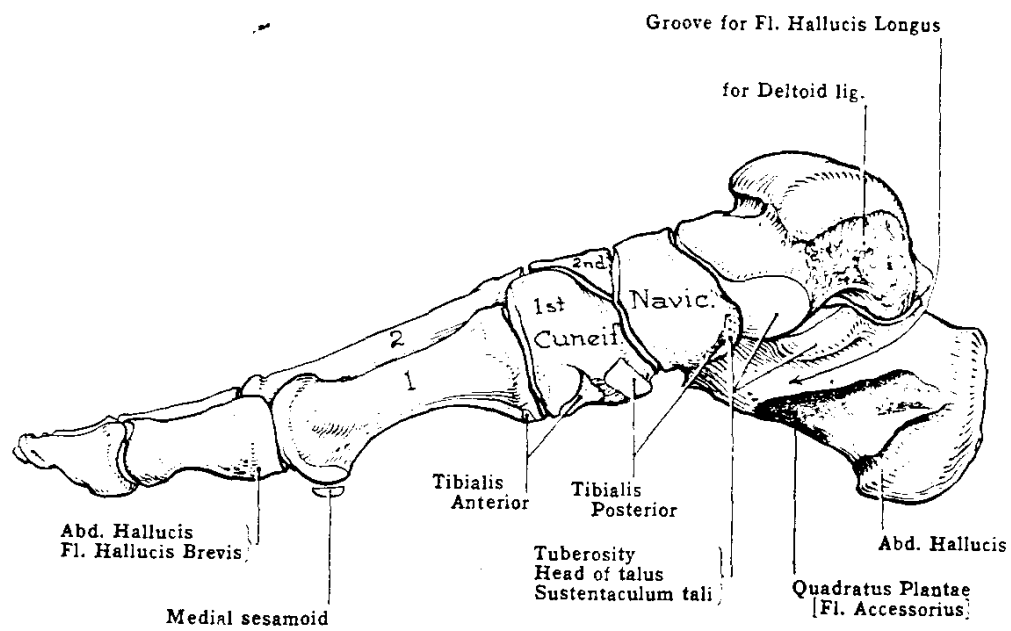 Groove for Fl. Hallucis Longus
for Deltoid lig.
2nd
1st
Cuneif.
Navic.
2
1
Tibialis
Anterior
Tibialis
Posterior
Abd. Hallucis
Fl. Hallucis Brevis
Tuberosity
Head of talus
Sustentaculum tali
Abd. Hallucis
Quadratus Plantae
[Fl. Accessorius]
Medial sesamoid